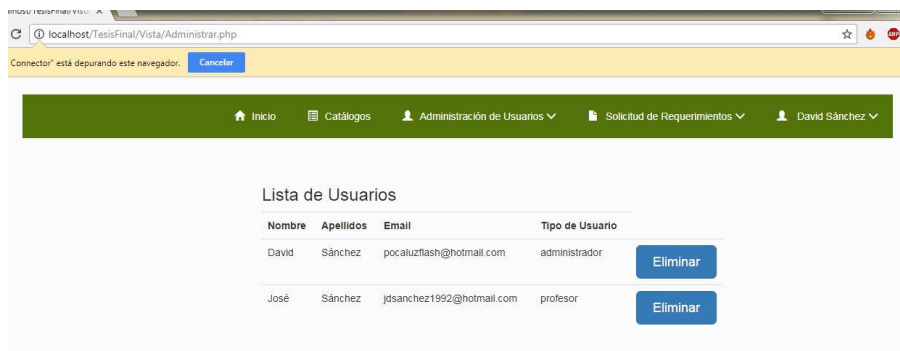 localhost/TesisFinal/Vista/Administrar.php
ABP
Connector" está depurando este navegador. Cancelar
Inicio Catálogos Administración de Usuarios Solicitud de Requerimientos David Sánchez
Lista de Usuarios
Nombre Apellidos Email Tipo de Usuario
David Sánchez pocaluzflash@hotmail.com administrador Eliminar
José Sánchez jdsanchez1992@hotmail.com profesor Eliminar